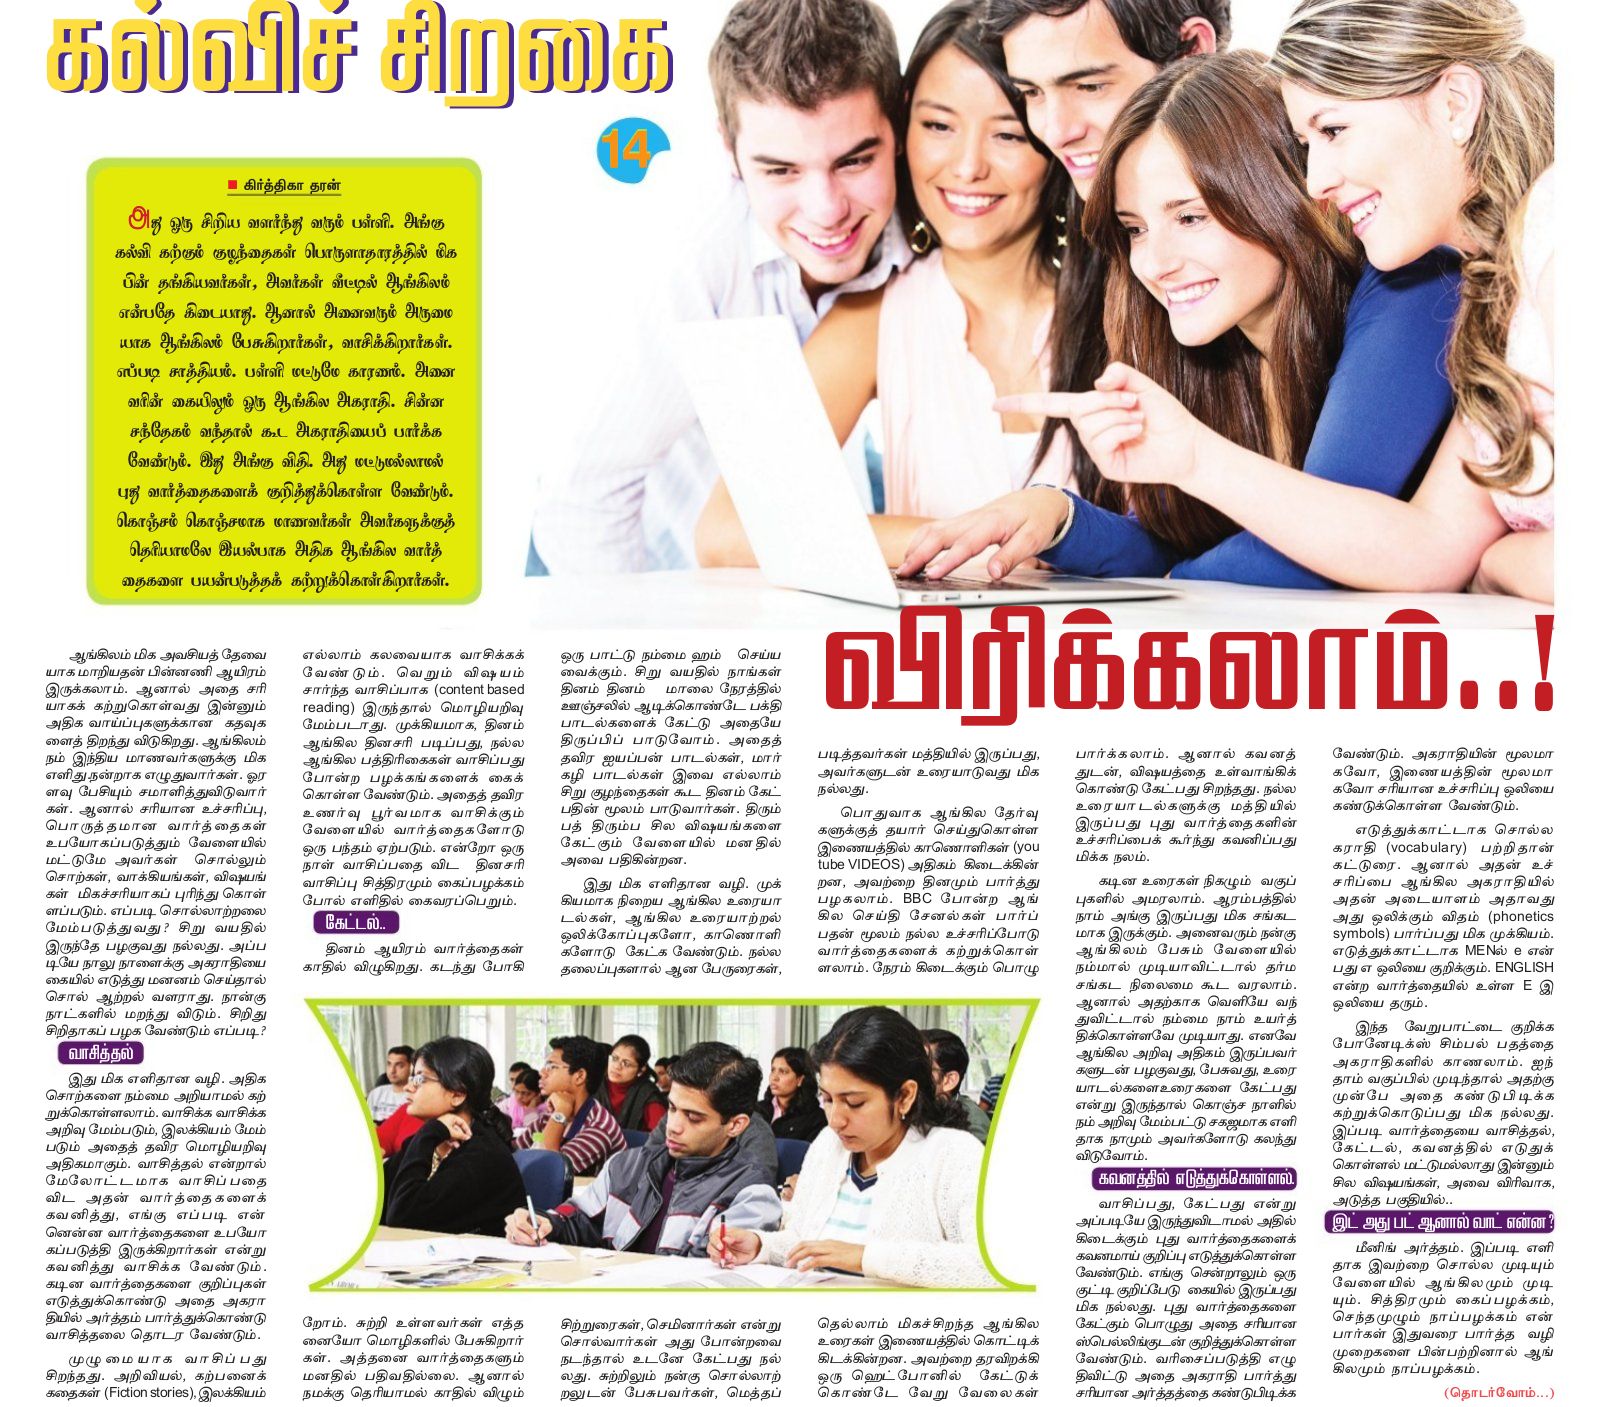 கல்விச் சிறகை
14
விரிக்கலாம்..!
■ கிர்த்திகா தரன்
அது ஒரு சிறிய வளர்ந்து வரும் பள்ளி. அங்கு
கல்வி கற்கும் குழந்தைகள் பொருளாதாரத்தில் மிக
பின் தங்கியவர்கள், அவர்கள் வீட்டில் ஆங்கிலம்
என்பதே கிடையாது. ஆனால் அனைவரும் அருமை
யாக ஆங்கிலம் பேசுகிறார்கள், வாசிக்கிறார்கள்.
எப்படி சாத்தியம். பள்ளி மட்டுமே காரணம். அனை
வரின் கையிலும் ஒரு ஆங்கில அகராதி. சின்ன
சந்தேகம் வந்தால் கூட அகராதியைப் பார்க்க
வேண்டும். இது அங்கு விதி. அது மட்டுமல்லாமல்
புது வார்த்தைகளைக் குறித்துக்கொள்ள வேண்டும்.
கொஞ்சம் கொஞ்சமாக மாணவர்கள் அவர்களுக்குத்
தெரியாமலே இயல்பாக அதிக ஆங்கில வார்த்
தைகளை பயன்படுத்தக் கற்றுக்கொள்கிறார்கள்.
ஆங்கிலம் மிக அவசியத் தேவை
யாக மாறியதன் பின்னணி ஆயிரம்
இருக்கலாம். ஆனால் அதை சரி
யாகக் கற்றுகொள்வது இன்னும்
அதிக வாய்ப்புகளுக்கான கதவுக
ளைத் திறந்து விடுகிறது. ஆங்கிலம்
நம் இந்திய மாணவர்களுக்கு மிக
எளிது.நன்றாக எழுதுவார்கள். ஓர
ளவு பேசியும் சமாளித்துவிடுவார்
கள். ஆனால் சரியான உச்சரிப்பு,
பொருத்தமான வார்த்தைகள்
உபயோகப்படுத்தும் வேளையில்
மட்டுமே அவர்கள் சொல்லும்
சொற்கள், வாக்கியங்கள், விஷயங்
கள் மிகச்சரியாகப் புரிந்து கொள்
ளப்படும். எப்படி சொல்லாற்றலை
மேம்படுத்துவது? சிறு வயதில்
இருந்தே பழகுவது நல்லது. அப்ப
டியே நாலு நாளைக்கு அகராதியை
கையில் எடுத்து மனனம் செய்தால்
சொல் ஆற்றல் வளராது. நான்கு
நாட்களில் மறந்து விடும். சிறிது
சிறிதாகப் பழக வேண்டும் எப்படி?
வாசித்தல்
இது மிக எளிதான வழி. அதிக
சொற்களை நம்மை அறியாமல் கற்
றுக்கொள்ளலாம். வாசிக்க வாசிக்க
அறிவு மேம்படும், இலக்கியம் மேம்
படும் அதைத் தவிர மொழியறிவு
அதிகமாகும். வாசித்தல் என்றால்
மேலோட்டமாக வாசிப்பதை
விட அதன் வார்த்தைகளைக்
கவனித்து, எங்கு எப்படி என்
னென்ன வார்த்தைகளை உபயோ
கப்படுத்தி இருக்கிறார்கள் என்று
கவனித்து வாசிக்க வேண்டும்.
கடின வார்த்தைகளை குறிப்புகள்
எடுத்துக்கொண்டு அதை அகரா
தியில் அர்த்தம் பார்த்துக்கொண்டு
வாசித்தலை தொடர வேண்டும்.
முழுமையாக வாசிப்பது
சிறந்தது. அறிவியல், கற்பனைக்
கதைகள் (Fiction stories), இலக்கியம்
எல்லாம் கலவையாக வாசிக்கக்
வேண்டும். வெறும் விஷயம்
சார்ந்த வாசிப்பாக (content based
reading) இருந்தால் மொழியறிவு
மேம்படாது. முக்கியமாக, தினம்
ஆங்கில தினசரி படிப்பது, நல்ல
ஆங்கில பத்திரிகைகள் வாசிப்பது
போன்ற பழக்கங்களைக் கைக்
கொள்ள வேண்டும். அதைத் தவிர
உணர்வு பூர்வமாக வாசிக்கும்
வேளையில் வார்த்தைகளோடு
ஒரு பந்தம் ஏற்படும். என்றோ ஒரு
நாள் வாசிப்பதை விட தினசரி
வாசிப்பு சித்திரமும் கைப்பழக்கம்
போல் எளிதில் கைவரப்பெறும்.
கேட்டல்..
தினம் ஆயிரம் வார்த்தைகள்
காதில் விழுகிறது. கடந்து போகி
றோம். சுற்றி உள்ளவர்கள் எத்த
னையோ மொழிகளில் பேசுகிறார்
கள். அத்தனை வார்த்தைகளும்
மனதில் பதிவதில்லை. ஆனால்
நமக்கு தெரியாமல் காதில் விழும்
ஒரு பாட்டு நம்மை ஹம் செய்ய
வைக்கும். சிறு வயதில் நாங்கள்
தினம் தினம் மாலை நேரத்தில்
ஊஞ்சலில் ஆடிக்கொண்டே பக்தி
பாடல்களைக் கேட்டு அதையே
திருப்பிப் பாடுவோம். அதைத்
தவிர ஐயப்பன் பாடல்கள், மார்
கழி பாடல்கள் இவை எல்லாம்
சிறு குழந்தைகள் கூட தினம் கேட்
பதின் மூலம் பாடுவார்கள். திரும்
பத் திரும்ப சில விஷயங்களை
கேட்கும் வேளையில் மனதில்
அவை பதிகின்றன.
இது மிக எளிதான வழி. முக்
கியமாக நிறைய ஆங்கில உரையா
டல்கள், ஆங்கில உரையாற்றல்
ஒலிக்கோப்புகளோ, காணொளி
களோடு கேட்க வேண்டும். நல்ல
தலைப்புகளால் ஆன பேருரைகள்,
சிற்றுரைகள், செமினார்கள் என்று
சொல்வார்கள் அது போன்றவை
நடந்தால் உடனே கேட்பது நல்
லது. சுற்றிலும் நன்கு சொல்லாற்
றலுடன் பேசுபவர்கள், மெத்தப்
படித்தவர்கள் மத்தியில் இருப்பது,
அவர்களுடன் உரையாடுவது மிக
நல்லது.
பொதுவாக ஆங்கில தேர்வு
களுக்குத் தயார் செய்துகொள்ள
இணையத்தில் காணொளிகள் (you
tube VIDEOS) அதிகம் கிடைக்கின்
றன, அவற்றை தினமும் பார்த்து
பழகலாம். BBC போன்ற ஆங்
கில செய்தி சேனல்கள் பார்ப்
பதன் மூலம் நல்ல உச்சரிப்போடு
வார்த்தைகளைக் கற்றுக்கொள்
ளலாம். நேரம் கிடைக்கும் பொழு
தெல்லாம் மிகச்சிறந்த ஆங்கில
உரைகள் இணையத்தில் கொட்டிக்
கிடக்கின்றன. அவற்றை தரவிறக்கி
ஒரு ஹெட்போனில் கேட்டுக்
கொண்டே வேறு வேலைகள்
பார்க்கலாம். ஆனால் கவனத்
துடன், விஷயத்தை உள்வாங்கிக்
கொண்டு கேட்பது சிறந்தது. நல்ல
உரையா டல்களுக்கு மத்தியில்
இருப்பது புது வார்த்தைகளின்
உச்சரிப்பைக் கூர்ந்து கவனிப்பது
மிக்க நலம்.
கடின உரைகள் நிகழும் வகுப்
புகளில் அமரலாம். ஆரம்பத்தில்
நாம் அங்கு இருப்பது மிக சங்கட
மாக இருக்கும். அனைவரும் நன்கு
ஆங்கிலம் பேசும் வேளையில்
நம்மால் முடியாவிட்டால் தர்ம
சங்கட நிலைமை கூட வரலாம்.
ஆனால் அதற்காக வெளியே வந்
துவிட்டால் நம்மை நாம் உயர்த்
திக்கொள்ளவே முடியாது. எனவே
ஆங்கில அறிவு அதிகம் இருப்பவர்
களுடன் பழகுவது, பேசுவது, உரை
யாடல்களைஉரைகளை கேட்பது
என்று இருந்தால் கொஞ்ச நாளில்
நம் அறிவு மேம்பட்டு சகஜமாக எளி
தாக நாமும் அவர்களோடு கலந்து
விடுவோம்.
கவனத்தில் எடுத்துக்கொள்ளல்.
வாசிப்பது, கேட்பது என்று
அப்படியே இருந்துவிடாமல் அதில்
கிடைக்கும் புது வார்த்தைகளைக்
கவனமாய் குறிப்பு எடுத்துக்கொள்ள
வேண்டும். எங்கு சென்றாலும் ஒரு
குட்டி குறிப்பேடு கையில் இருப்பது
மிக நல்லது. புது வார்த்தைகளை
கேட்கும் பொழுது அதை சரியான
ஸ்பெல்லிங்குடன் குறித்துக்கொள்ள
வேண்டும். வரிசைப்படுத்தி எழு
திவிட்டு அதை அகராதி பார்த்து
சரியான அர்த்தத்தை கண்டுபிடிக்க
வேண்டும். அகராதியின் மூலமா
கவோ, இணையத்தின் மூலமா
கவோ சரியான உச்சரிப்பு ஒலியை
கண்டுக்கொள்ள வேண்டும்.
எடுத்துக்காட்டாக சொல்ல
கராதி (vocabulary) பற்றிதான்
கட்டுரை. ஆனால் அதன் உச்
சரிப்பை ஆங்கில அகராதியில்
அதன் அடையாளம் அதாவது
அது ஒலிக்கும் விதம் (phonetics
symbols) பார்ப்பது மிக முக்கியம்.
எடுத்துக்காட்டாக MENல் e என்
பது எ ஒலியை குறிக்கும். ENGLISH
என்ற வார்த்தையில் உள்ள E இ
ஒலியை தரும்.
இந்த வேறுபாட்டை குறிக்க
போனேடிக்ஸ் சிம்பல் பதத்தை
அகராதிகளில் காணலாம். ஐந்
தாம் வகுப்பில் முடிந்தால் அதற்கு
முன்பே அதை கண்டுபிடிக்க
கற்றுக்கொடுப்பது மிக நல்லது.
இப்படி வார்த்தையை வாசித்தல்,
கேட்டல், கவனத்தில் எடுதுக்
கொள்ளல் மட்டுமல்லாது இன்னும்
சில விஷயங்கள், அவை விரிவாக,
அடுத்த பகுதியில்..
இட் அது பட் ஆனால் வாட் என்ன?
மீனிங் அர்த்தம். இப்படி எளி
தாக இவற்றை சொல்ல முடியும்
வேளையில் ஆங்கிலமும் முடி
யும். சித்திரமும் கைப்பழக்கம்,
செந்தமுழும் நாப்பழக்கம் என்
பார்கள் இதுவரை பார்த்த வழி
முறைகளை பின்பற்றினால் ஆங்
கிலமும் நாப்பழக்கம்.
(தொடர்வோம்...)